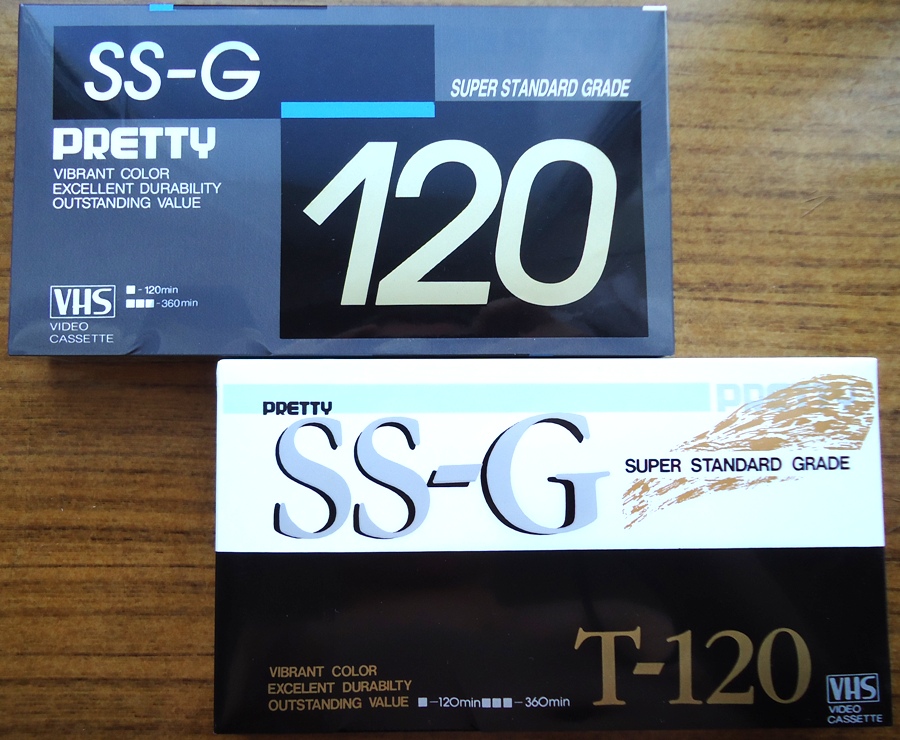 SS-G
SUPER STANDARD GRADE
PRETTY
VIBRANT COLOR
EXCELLENT DURABILITY
OUTSTANDING VALUE
120
VHS
-120min
-360min
VIDEO
CASSETTE
PRETTY
PRETTY
SS-G
SUPER STANDARD GRADE
T-120
VIBRANT COLOR
EXCELENT DURABILTY
OUTSTANDING VALUE
-120min -360min
VHS
VIDEO
CASSETTE